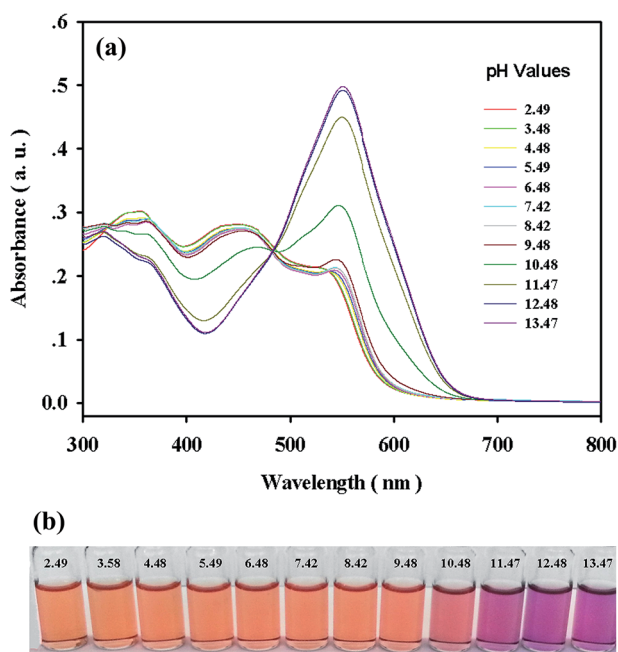 (a)
pH Values
2.49
3.48
4.48
5.49
6.48
7.42
8.42
9.48
10.48
11.47
12.48
13.47
Absorbance ( a. u. )
.6
.5
.4
.3
.2
.1
0.0
300 400 500 600 700 800
Wavelength ( nm )
(b)
2.49 3.58 4.48 5.49 6.48 7.42 8.42 9.48 10.48 11.47 12.48 13.47